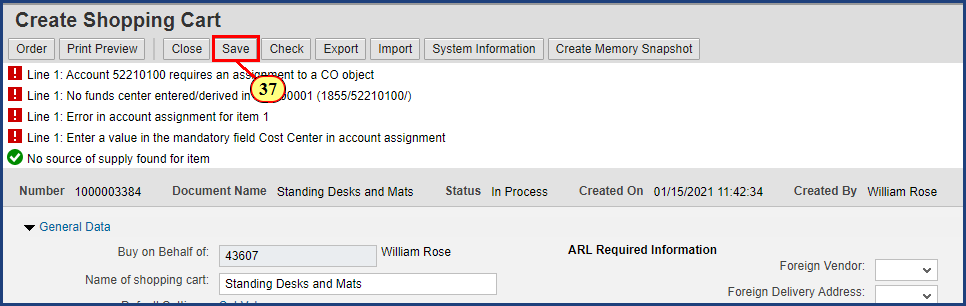 Create Shopping Cart
Order Print Preview Close Save Check Export Import System Information Create Memory Snapshot
Line 1: Account 52210100 requires an assignment to a CO object
37
Line 1: No funds center entered/derived in 0001 (1855/52210100/)
Line 1: Error in account assignment for item 1
Line 1: Enter a value in the mandatory field Cost Center in account assignment
No source of supply found for item
Number 1000003384 Document Name Standing Desks and Mats Status In Process Created On 01/15/2021 11:42:34 Created By William Rose
General Data
Buy on Behalf of: 43607 William Rose ARL Required Information
Foreign Vendor:
Name of shopping cart: Standing Desks and Mats
Foreign Delivery Address: